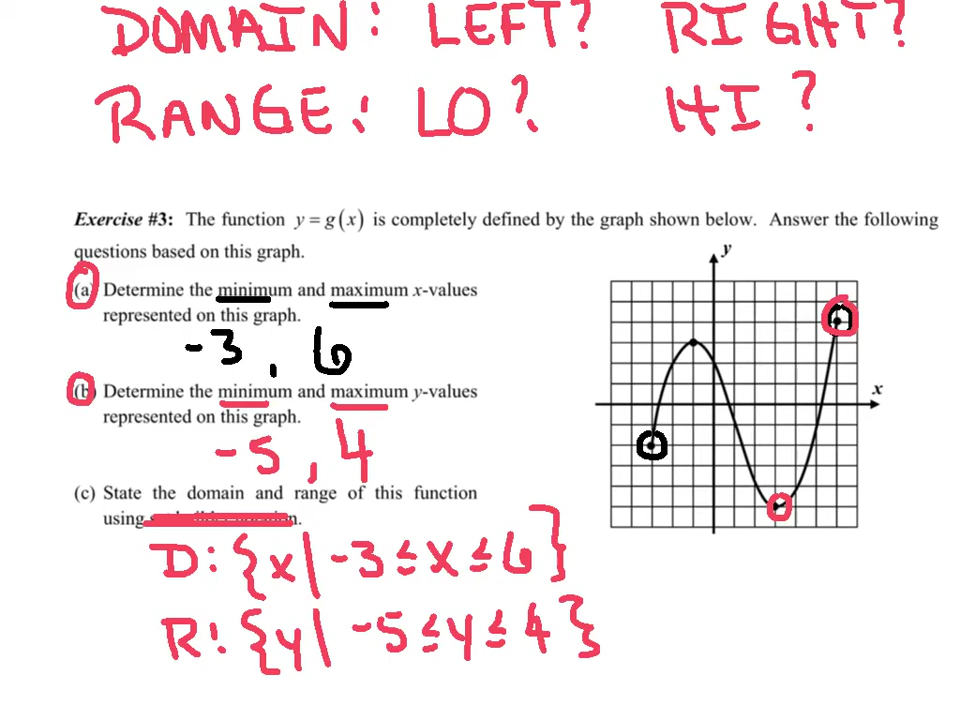 DOMAIN: LEFT? RIGHT?
RANGE: LO? HI?
Exercise #3: The function y = g(x) is completely defined by the graph shown below. Answer the following
questions based on this graph.
(a) Determine the minimum and maximum x-values
represented on this graph.
-3, 6
(b) Determine the minimum and maximum y-values
represented on this graph.
-5, 4
(c) State the domain and range of this function
using
D: {x| -3 ≤ x ≤ 6}
R: {y| -5 ≤ y ≤ 4}
y
x